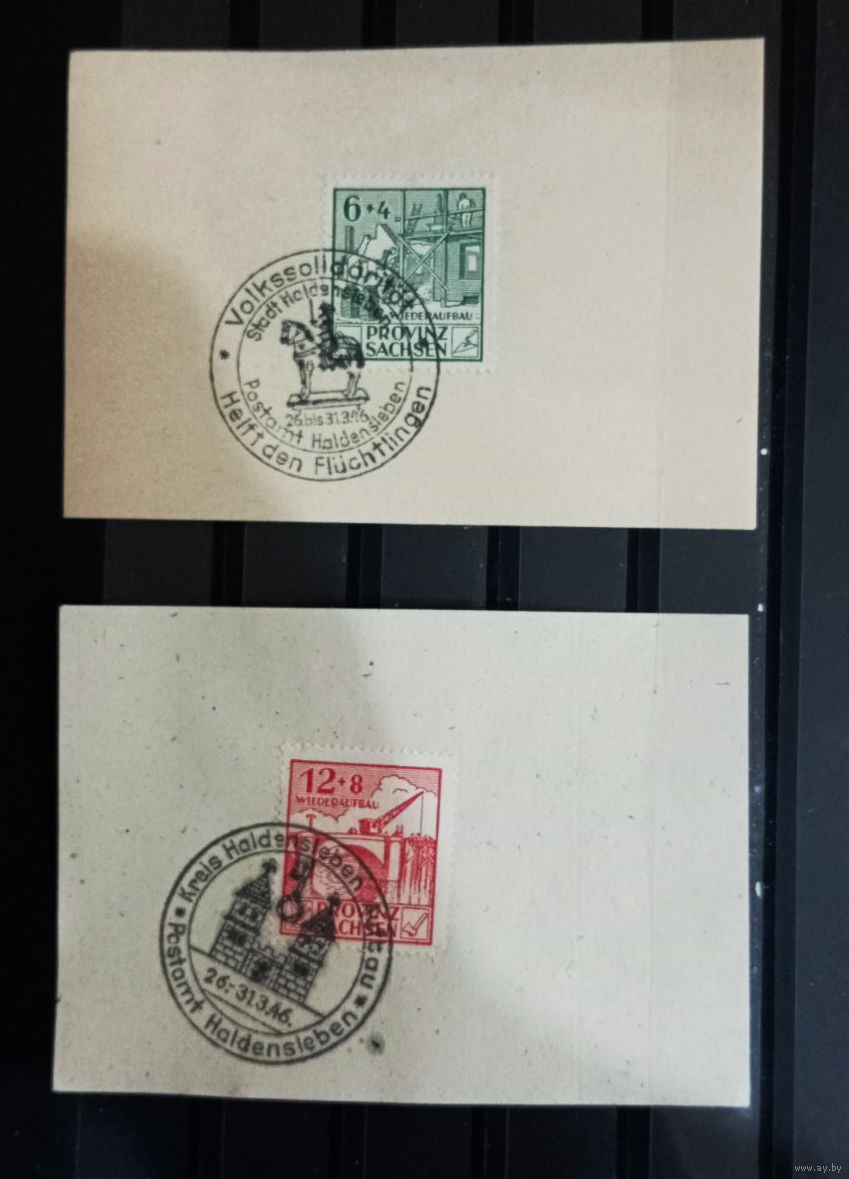 6+4
WIEDERAUFBAU
PROVINZ
SACHSEN
Volkssolidarität
Stadt Haldensleben
26.bis 31.3.46.
Postamt Haldensleben
Helft den Flüchtlingen
12+8
WIEDERAUFBAU
PROVINZ
SACHSEN
Kreis Haldensleben
26.-31.3.46.
Postamt Haldensleben
www.ay.by